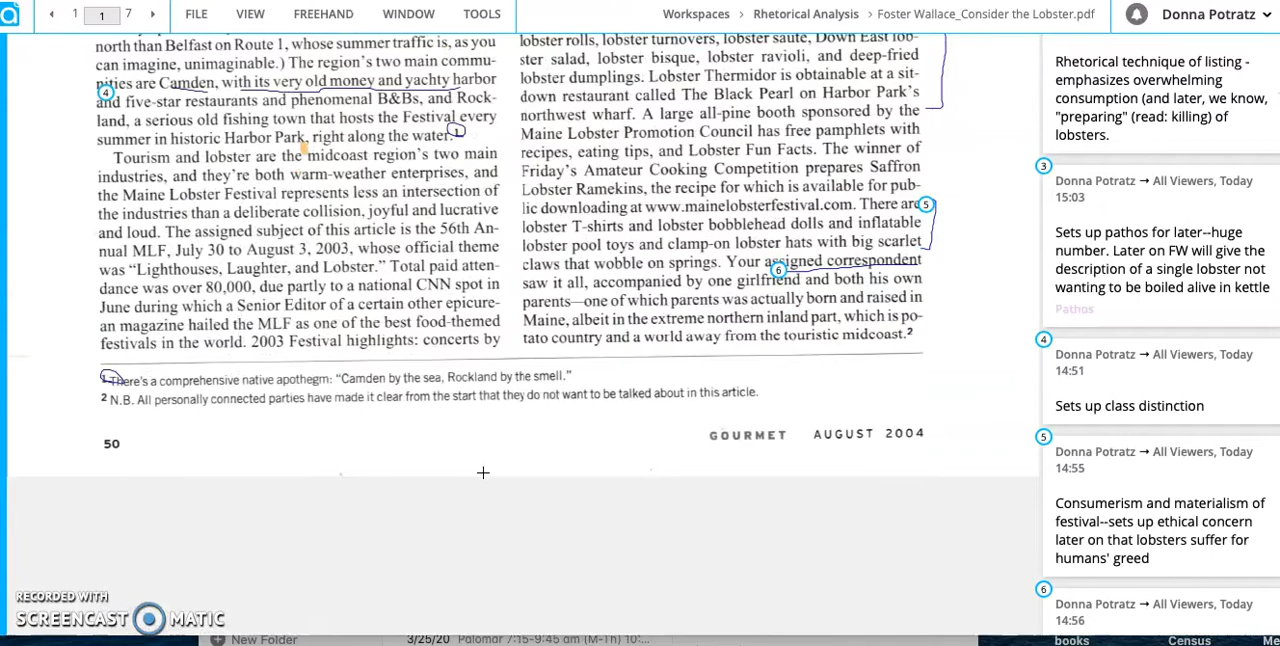 1 1 7 FILE VIEW FREEHAND WINDOW TOOLS Workspaces > Rhetorical Analysis > Foster Wallace_Consider the Lobster.pdf Donna Potratz
north than Belfast on Route 1, whose summer traffic is, as you
can imagine, unimaginable.) The region's two main commu-
nities are Camden, with its very old money and yachty harbor
4
and five-star restaurants and phenomenal B&Bs, and Rock-
land, a serious old fishing town that hosts the Festival every
summer in historic Harbor Park, right along the water.1
Tourism and lobster are the midcoast region's two main
industries, and they're both warm-weather enterprises, and
the Maine Lobster Festival represents less an intersection of
the industries than a deliberate collision, joyful and lucrative
and loud. The assigned subject of this article is the 56th An-
nual MLF, July 30 to August 3, 2003, whose official theme
was “Lighthouses, Laughter, and Lobster.” Total paid atten-
dance was over 80,000, due partly to a national CNN spot in
June during which a Senior Editor of a certain other epicure-
an magazine hailed the MLF as one of the best food-themed
festivals in the world. 2003 Festival highlights: concerts by
lobster rolls, lobster turnovers, lobster sauté, Down East lob-
ster salad, lobster bisque, lobster ravioli, and deep-fried
lobster dumplings. Lobster Thermidor is obtainable at a sit-
down restaurant called The Black Pearl on Harbor Park's
northwest wharf. A large all-pine booth sponsored by the
Maine Lobster Promotion Council has free pamphlets with
recipes, eating tips, and Lobster Fun Facts. The winner of
Friday's Amateur Cooking Competition prepares Saffron
Lobster Ramekins, the recipe for which is available for pub-
lic downloading at www.mainelobsterfestival.com. There are
5
lobster T-shirts and lobster bobblehead dolls and inflatable
lobster pool toys and clamp-on lobster hats with big scarlet
claws that wobble on springs. Your assigned correspondent
6
saw it all, accompanied by one girlfriend and both his own
parents—one of which parents was actually born and raised in
Maine, albeit in the extreme northern inland part, which is po-
tato country and a world away from the touristic midcoast.2
1 There's a comprehensive native apothegm: “Camden by the sea, Rockland by the smell.”
2 N.B. All personally connected parties have made it clear from the start that they do not want to be talked about in this article.
50
GOURMET AUGUST 2004
Rhetorical technique of listing -
emphasizes overwhelming
consumption (and later, we know,
"preparing" (read: killing) of
lobsters.
3
Donna Potratz → All Viewers, Today
15:03
Sets up pathos for later--huge
number. Later on FW will give the
description of a single lobster not
wanting to be boiled alive in kettle
Pathos
4
Donna Potratz → All Viewers, Today
14:51
Sets up class distinction
5
Donna Potratz → All Viewers, Today
14:55
Consumerism and materialism of
festival--sets up ethical concern
later on that lobsters suffer for
humans' greed
6
Donna Potratz → All Viewers, Today
14:56
RECORDED WITH
SCREENCAST MATIC
New Folder 3/25/20 Palomar 7:15-9:45 am (M-Th) 10:... books Census Me